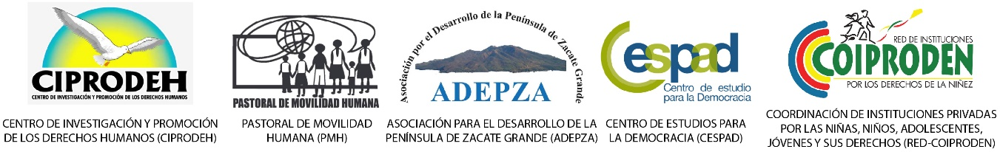 CIPRODEH
CENTRO DE INVESTIGACIÓN Y PROMOCIÓN DE LOS DERECHOS HUMANOS
CENTRO DE INVESTIGACIÓN Y PROMOCIÓN
DE LOS DERECHOS HUMANOS (CIPRODEH)
PASTORAL DE MOVILIDAD HUMANA
PASTORAL DE MOVILIDAD
HUMANA (PMH)
Asociación por el Desarrollo de la Península de Zacate Grande
ADEPZA
ASOCIACIÓN PARA EL DESARROLLO DE LA
PENÍNSULA DE ZACATE GRANDE (ADEPZA)
Cespad
Centro de estudio
para la Democracia
CENTRO DE ESTUDIOS PARA
LA DEMOCRACIA (CESPAD)
RED DE INSTITUCIONES
COIPRODEN
POR LOS DERECHOS DE LA NIÑEZ
COORDINACIÓN DE INSTITUCIONES PRIVADAS
POR LAS NIÑAS, NIÑOS, ADOLESCENTES,
JÓVENES Y SUS DERECHOS (RED-COIPRODEN)